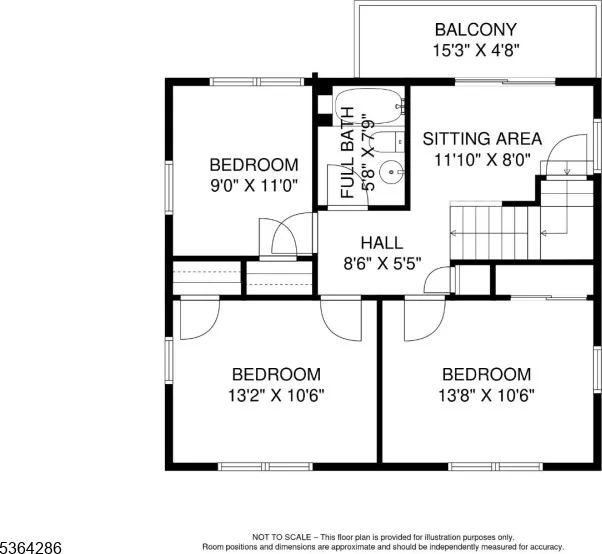 BALCONY
15'3" X 4'8"
FULL BATH
5'8" X 7'9"
SITTING AREA
11'10" X 8'0"
BEDROOM
9'0" X 11'0"
HALL
8'6" X 5'5"
BEDROOM
13'2" X 10'6"
BEDROOM
13'8" X 10'6"
NOT TO SCALE – This floor plan is provided for illustration purposes only.
Room positions and dimensions are approximate and should be independently measured for accuracy.
5364286